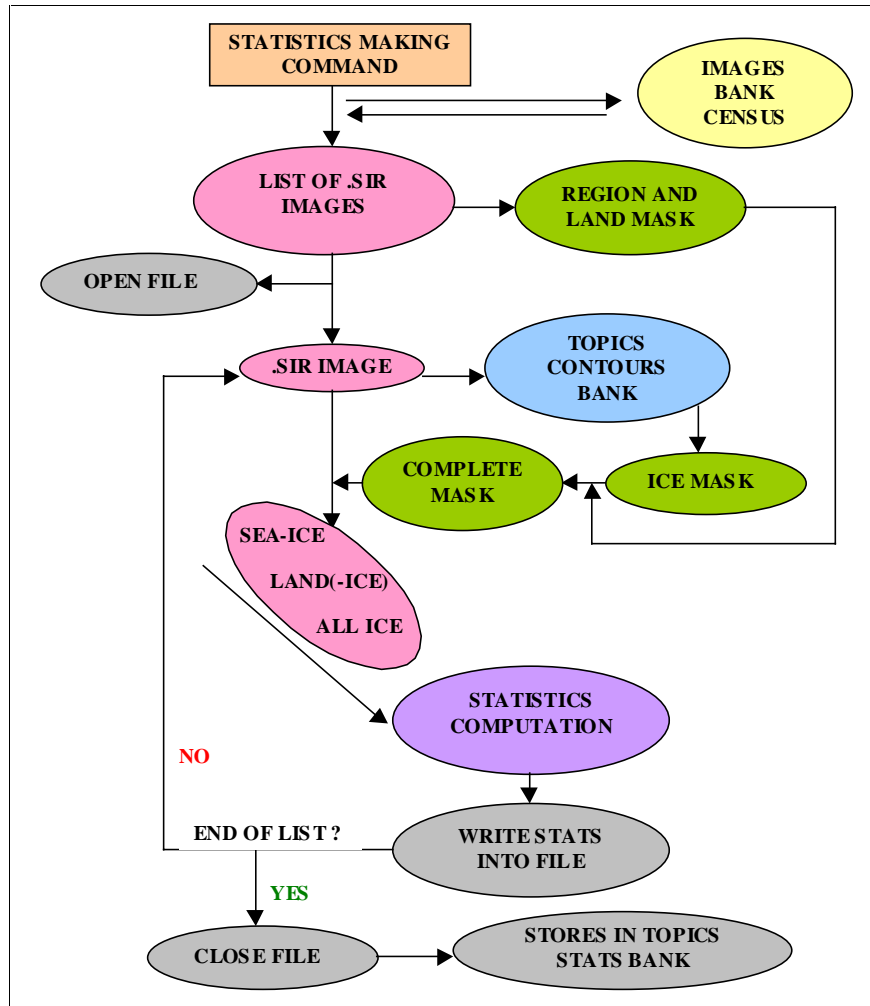 STATISTICS MAKING
COMMAND
IMAGES
BANK
CENSUS
LIST OF .SIR
IMAGES
REGION AND
LAND MASK
OPEN FILE
.SIR IMAGE
TOPICS
CONTOURS
BANK
COMPLETE
MASK
ICE MASK
SEA-ICE
LAND(-ICE)
ALL ICE
STATISTICS
COMPUTATION
NO
END OF LIST ?
WRITE STATS
INTO FILE
YES
CLOSE FILE
STORES IN TOPICS
STATS BANK